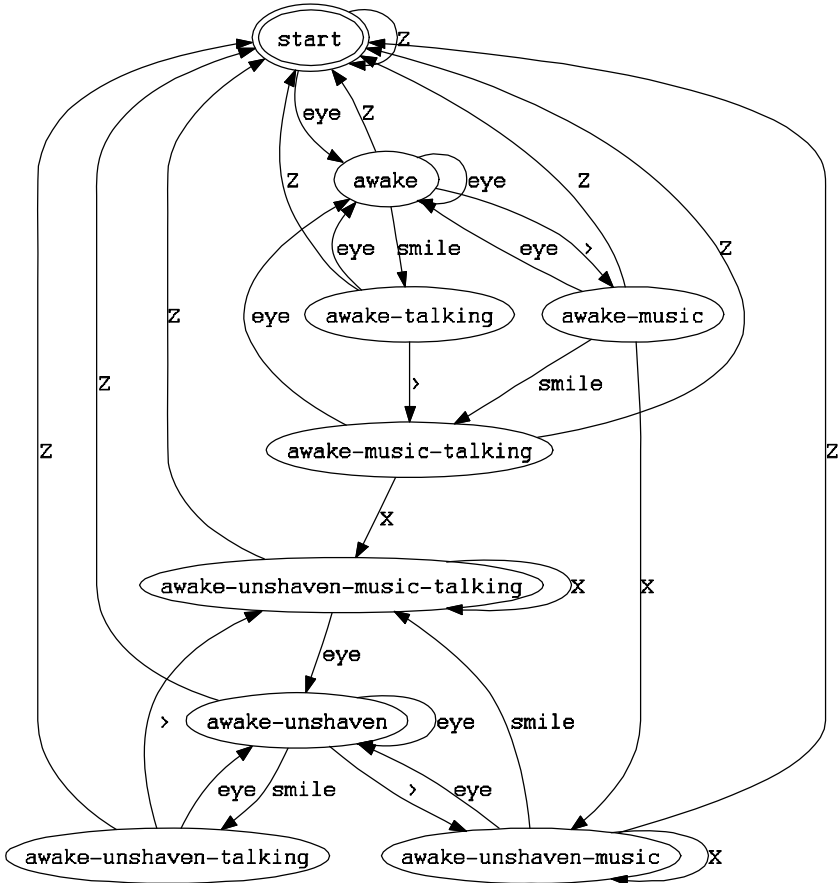 start
Z
eye
Z
awake
eye
Z
Z
eye
smile
eye
>
Z
awake-talking
awake-music
eye
Z
>
smile
Z
awake-music-talking
Z
Z
X
awake-unshaven-music-talking
X
X
eye
awake-unshaven
eye
>
smile
eye
smile
>
eye
awake-unshaven-talking
awake-unshaven-music
X